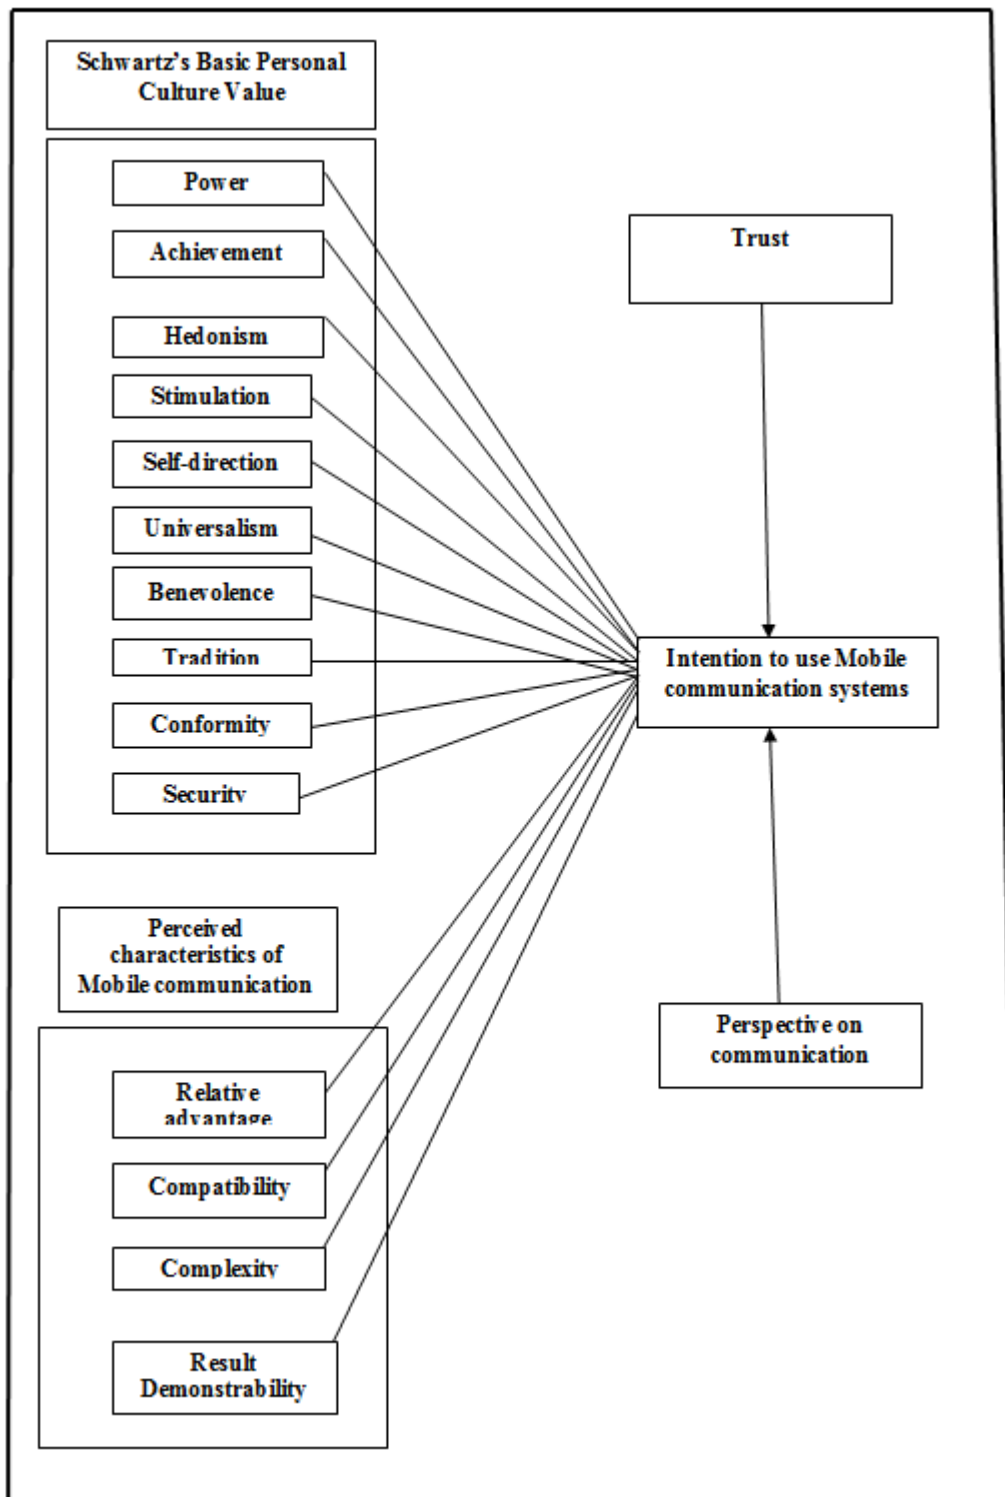 Schwartz's Basic Personal
Culture Value
Power
Achievement
Hedonism
Stimulation
Self-direction
Universalism
Benevolence
Tradition
Conformity
Security
Perceived
characteristics of
Mobile communication
Relative
advantage
Compatibility
Complexity
Result
Demonstrability
Trust
Intention to use Mobile
communication systems
Perspective on
communication